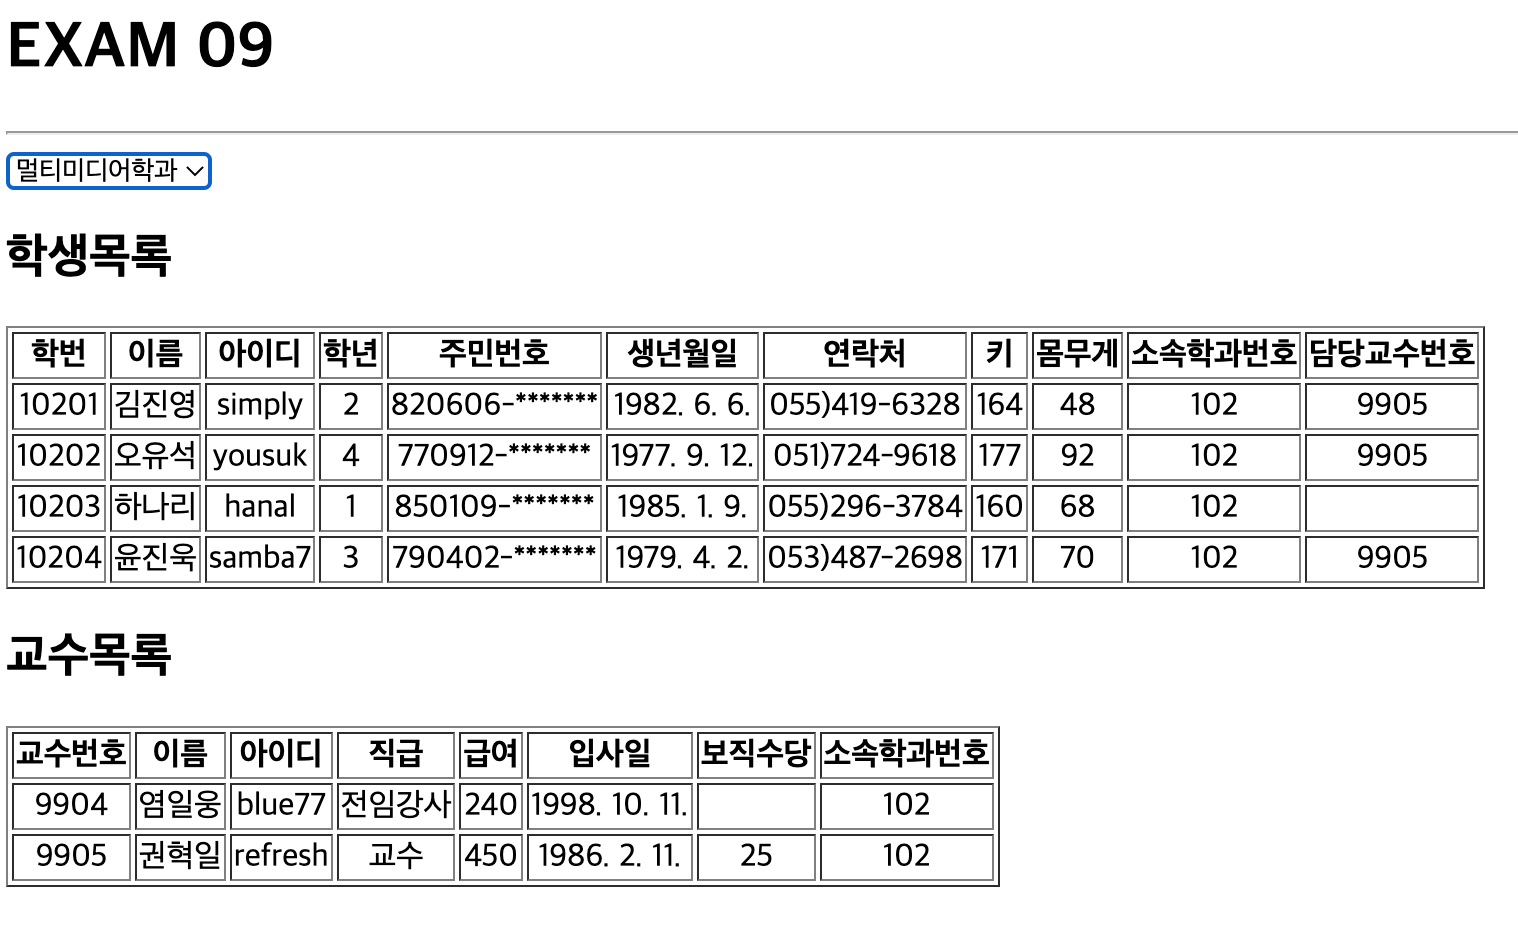 EXAM 09
멀티미디어학과
학생목록
학번 이름 아이디 학년 주민번호 생년월일 연락처 키 몸무게 소속학과번호 담당교수번호
10201 김진영 simply 2 820606-******* 1982. 6. 6. 055)419-6328 164 48 102 9905
10202 오유석 yousuk 4 770912-******* 1977. 9. 12. 051)724-9618 177 92 102 9905
10203 하나리 hanal 1 850109-******* 1985. 1. 9. 055)296-3784 160 68 102
10204 윤진욱 samba7 3 790402-******* 1979. 4. 2. 053)487-2698 171 70 102 9905
교수목록
교수번호 이름 아이디 직급 급여 입사일 보직수당 소속학과번호
9904 염일웅 blue77 전임강사 240 1998. 10. 11. 102
9905 권혁일 refresh 교수 450 1986. 2. 11. 25 102